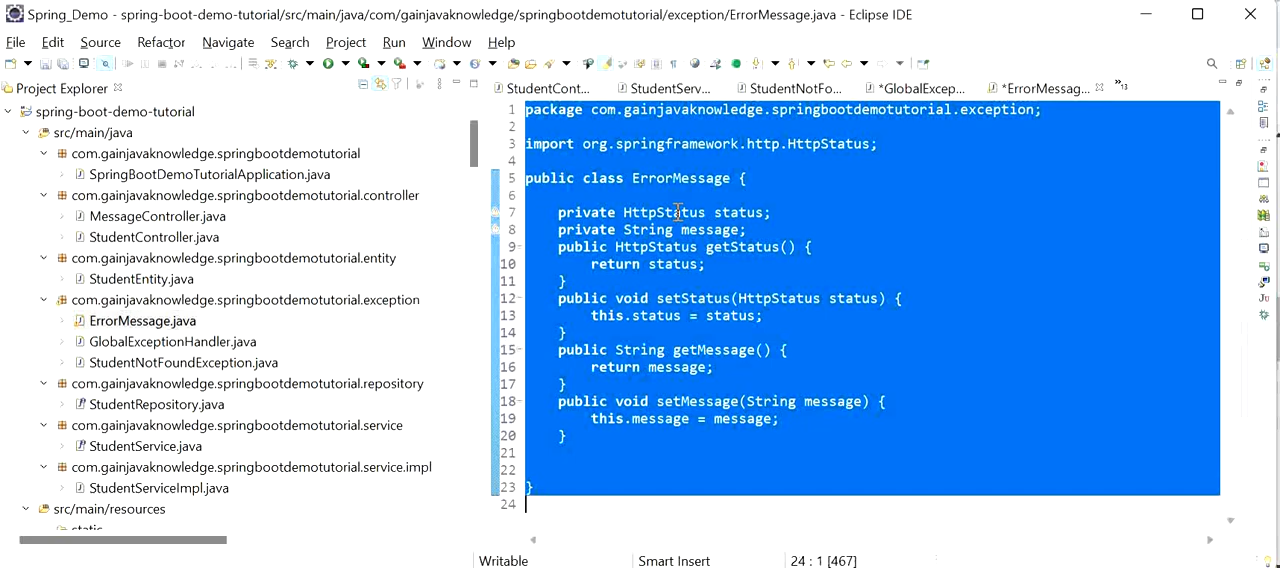 Spring_Demo - spring-boot-demo-tutorial/src/main/java/com/gainjavaknowledge/springbootdemotutorial/exception/ErrorMessage.java - Eclipse IDE
File Edit Source Refactor Navigate Search Project Run Window Help
Project Explorer
spring-boot-demo-tutorial
src/main/java
com.gainjavaknowledge.springbootdemotutorial
SpringBootDemoTutorialApplication.java
com.gainjavaknowledge.springbootdemotutorial.controller
MessageController.java
StudentController.java
com.gainjavaknowledge.springbootdemotutorial.entity
StudentEntity.java
com.gainjavaknowledge.springbootdemotutorial.exception
ErrorMessage.java
GlobalExceptionHandler.java
StudentNotFoundException.java
com.gainjavaknowledge.springbootdemotutorial.repository
StudentRepository.java
com.gainjavaknowledge.springbootdemotutorial.service
StudentService.java
com.gainjavaknowledge.springbootdemotutorial.service.impl
StudentServiceImpl.java
src/main/resources
StudentCont... StudentServ... StudentNotFo... *GlobalExcep... *ErrorMessag... »13
1 package com.gainjavaknowledge.springbootdemotutorial.exception;
2
3 import org.springframework.http.HttpStatus;
4
5 public class ErrorMessage {
6
7 private HttpStatus status;
8 private String message;
9 public HttpStatus getStatus() {
10 return status;
11 }
12 public void setStatus(HttpStatus status) {
13 this.status = status;
14 }
15 public String getMessage() {
16 return message;
17 }
18 public void setMessage(String message) {
19 this.message = message;
20 }
21
22
23 }
24
Writable Smart Insert 24 : 1 [467]